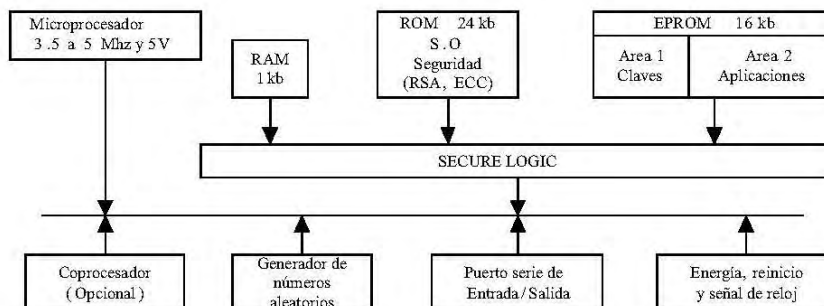 Microprocesador
3.5 a 5 Mhz y 5V
RAM
1kb
ROM 24 kb
S.O
Seguridad
(RSA, ECC)
EPROM 16 kb
Area 1
Claves
Area 2
Aplicaciones
SECURE LOGIC
Coprocesador
(Opcional)
Generador de
números
aleatorios
Puerto serie de
Entrada/Salida
Energía, reinicio
y señal de reloj